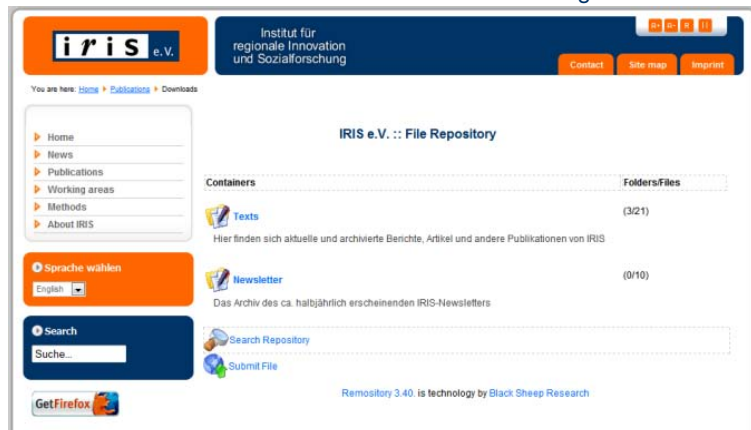 iris e.V.
Institut für
regionale Innovation
und Sozialforschung
A+ A- R
Contact
Site map
Imprint
You are here: Home Publications Downloads
Home
News
Publications
Working areas
Methods
About IRIS
Sprache wählen
English
Search
Suche...
GetFirefox
IRIS e.V. :: File Repository
Containers Folders/Files
Texts (3/21)
Hier finden sich aktuelle und archivierte Berichte, Artikel und andere Publikationen von IRIS
Newsletter (0/10)
Das Archiv des ca. halbjährlich erscheinenden IRIS-Newsletters
Search Repository
Submit File
Remository 3.40. is technology by Black Sheep Research